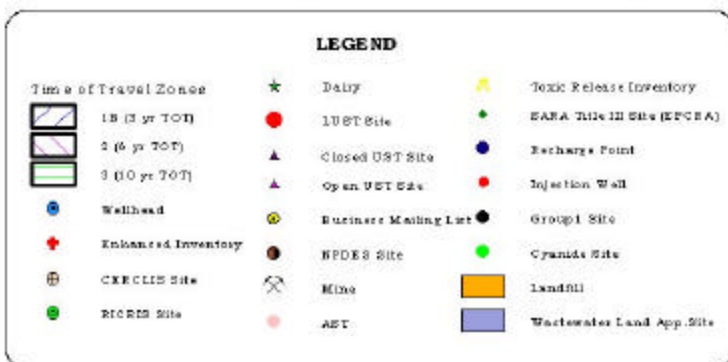 LEGEND
Time of Travel Zones
1B (3 yr TOT)
2 (6 yr TOT)
3 (10 yr TOT)
Wellhead
Enhanced Inventory
CERCLIS Site
RICRIS Site
Dairy
LUST Site
Closed UST Site
Open UST Site
Business Mailing List
NPDES Site
Mine
AST
Toxic Release Inventory
SARA Title III Site (EPCRA)
Recharge Point
Injection Well
Group1 Site
Cyanide Site
Landfill
Wastewater Land App. Site